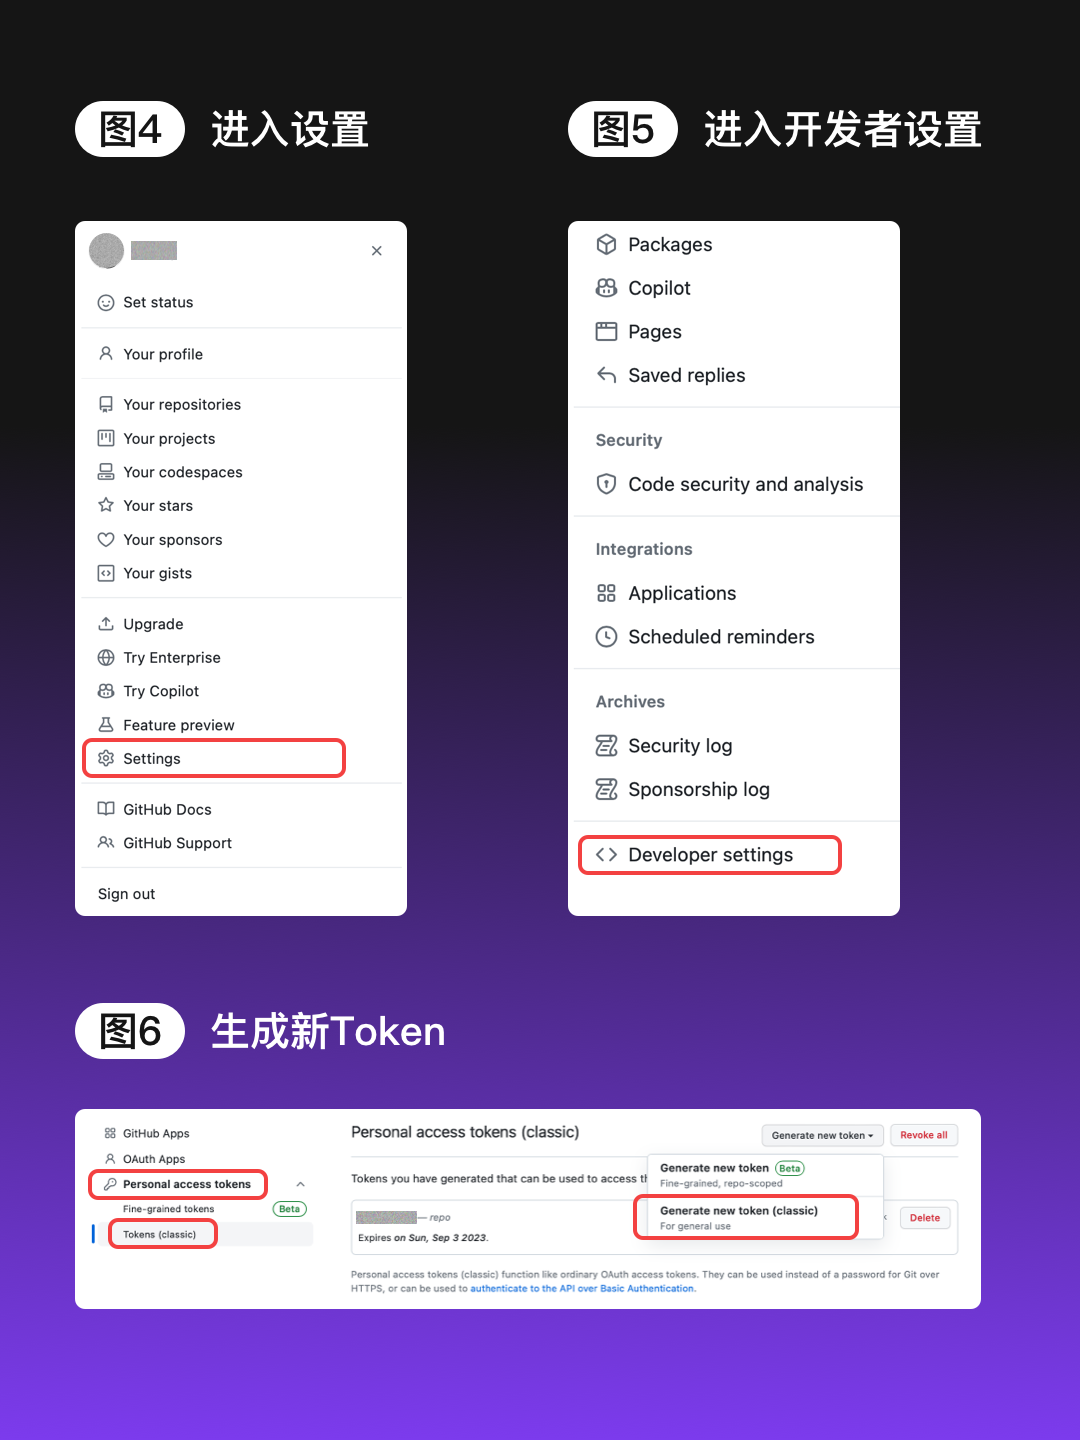 图4 进入设置
Set status
Your profile
Your repositories
Your projects
Your codespaces
Your stars
Your sponsors
Your gists
Upgrade
Try Enterprise
Try Copilot
Feature preview
Settings
GitHub Docs
GitHub Support
Sign out
图5 进入开发者设置
Packages
Copilot
Pages
Saved replies
Security
Code security and analysis
Integrations
Applications
Scheduled reminders
Archives
Security log
Sponsorship log
Developer settings
图6 生成新Token
GitHub Apps
OAuth Apps
Personal access tokens
Fine-grained tokens Beta
Tokens (classic)
Personal access tokens (classic)
Generate new token
Revoke all
Tokens you have generated that can be used to access
Generate new token Beta
Fine-grained, repo-scoped
Generate new token (classic)
For general use
— repo
Delete
Expires on Sun, Sep 3 2023.
Personal access tokens (classic) function like ordinary OAuth access tokens. They can be used instead of a password for Git over
HTTPS, or can be used to authenticate to the API over Basic Authentication.